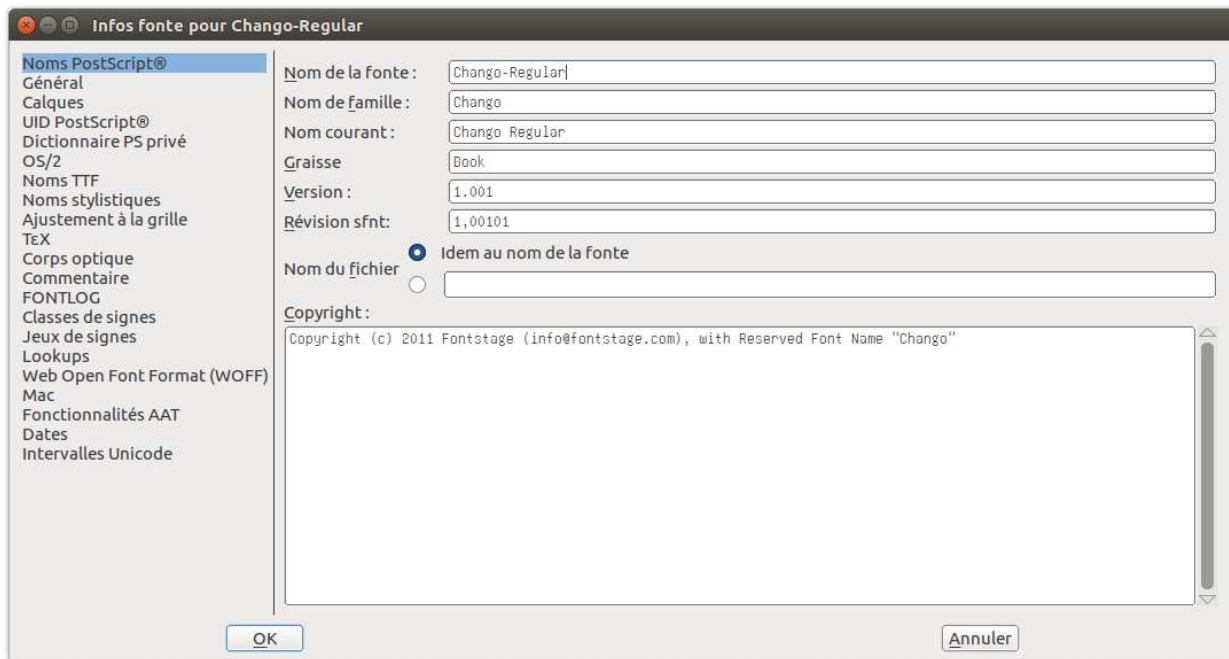 Infos fonte pour Chango-Regular
Noms PostScript®
Général
Calques
UID PostScript®
Dictionnaire PS privé
OS/2
Noms TTF
Noms stylistiques
Ajustement à la grille
TεX
Corps optique
Commentaire
FONTLOG
Classes de signes
Jeux de signes
Lookups
Web Open Font Format (WOFF)
Mac
Fonctionnalités AAT
Dates
Intervalles Unicode
Nom de la fonte : Chango-Regular
Nom de famille : Chango
Nom courant : Chango Regular
Graisse Book
Version : 1.001
Révision sfnt: 1,00101
Nom du fichier Idem au nom de la fonte
Copyright :
Copyright (c) 2011 Fontstage (info@fontstage.com), with Reserved Font Name "Chango"
OK Annuler